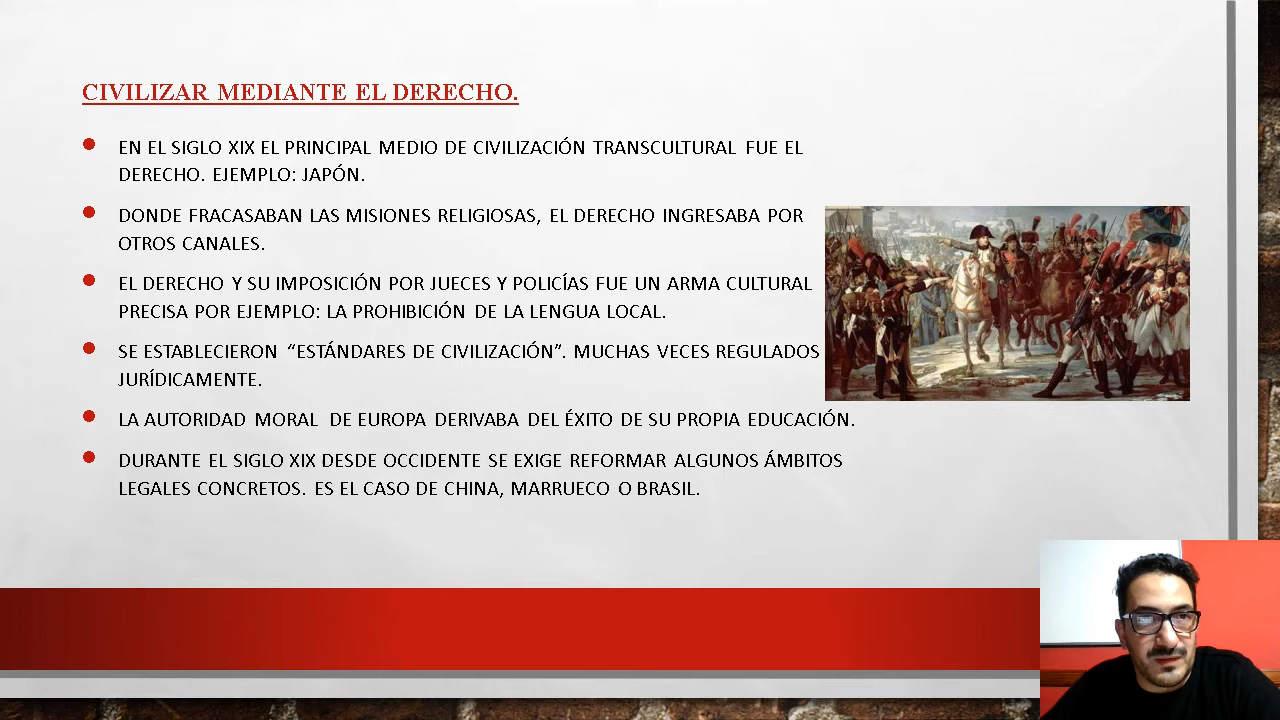 CIVILIZAR MEDIANTE EL DERECHO.
EN EL SIGLO XIX EL PRINCIPAL MEDIO DE CIVILIZACIÓN TRANSCULTURAL FUE EL
DERECHO. EJEMPLO: JAPÓN.
DONDE FRACASABAN LAS MISIONES RELIGIOSAS, EL DERECHO INGRESABA POR
OTROS CANALES.
EL DERECHO Y SU IMPOSICIÓN POR JUECES Y POLICÍAS FUE UN ARMA CULTURAL
PRECISA POR EJEMPLO: LA PROHIBICIÓN DE LA LENGUA LOCAL.
SE ESTABLECIERON “ESTÁNDARES DE CIVILIZACIÓN”. MUCHAS VECES REGULADOS
JURÍDICAMENTE.
LA AUTORIDAD MORAL DE EUROPA DERIVABA DEL ÉXITO DE SU PROPIA EDUCACIÓN.
DURANTE EL SIGLO XIX DESDE OCCIDENTE SE EXIGE REFORMAR ALGUNOS ÁMBITOS
LEGALES CONCRETOS. ES EL CASO DE CHINA, MARRUECO O BRASIL.